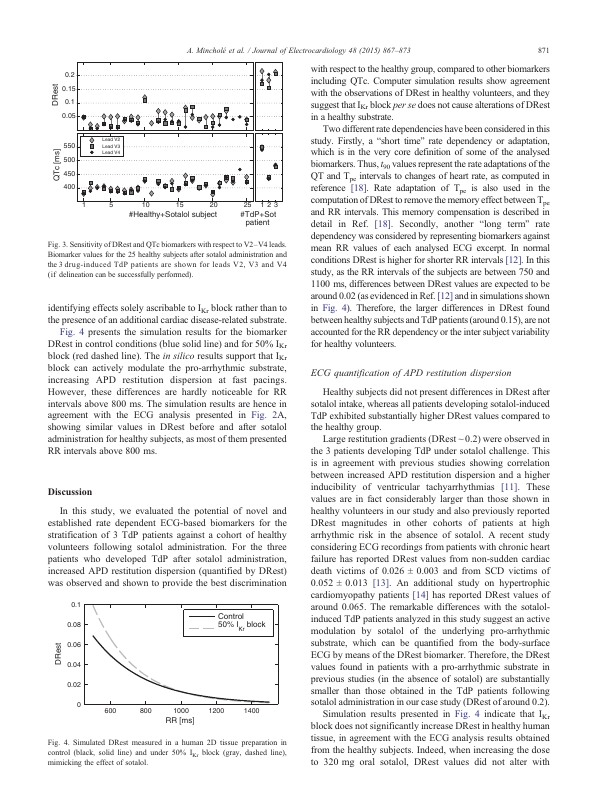 A. Mincholé et al. / Journal of Electrocardiology 48 (2015) 867–873
871
DRest
0.2
0.15
0.1
0.05
Lead V2
Lead V3
Lead V4
QTc [ms]
550
500
450
400
1 5 10 15 20 25 1 2 3
#Healthy+Sotalol subject
#TdP+Sot
patient
Fig. 3. Sensitivity of DRest and QTc biomarkers with respect to V2–V4 leads.
Biomarker values for the 25 healthy subjects after sotalol administration and
the 3 drug-induced TdP patients are shown for leads V2, V3 and V4
(if delineation can be successfully performed).
identifying effects solely ascribable to IKr block rather than to
the presence of an additional cardiac disease-related substrate.
Fig. 4 presents the simulation results for the biomarker
DRest in control conditions (blue solid line) and for 50% IKr
block (red dashed line). The in silico results support that IKr
block can actively modulate the pro-arrhythmic substrate,
increasing APD restitution dispersion at fast pacings.
However, these differences are hardly noticeable for RR
intervals above 800 ms. The simulation results are hence in
agreement with the ECG analysis presented in Fig. 2A,
showing similar values in DRest before and after sotalol
administration for healthy subjects, as most of them presented
RR intervals above 800 ms.
Discussion
In this study, we evaluated the potential of novel and
established rate dependent ECG-based biomarkers for the
stratification of 3 TdP patients against a cohort of healthy
volunteers following sotalol administration. For the three
patients who developed TdP after sotalol administration,
increased APD restitution dispersion (quantified by DRest)
was observed and shown to provide the best discrimination
DRest
0.1
0.08
0.06
0.04
0.02
0
Control
50% IKr block
600 800 1000 1200 1400
RR [ms]
Fig. 4. Simulated DRest measured in a human 2D tissue preparation in
control (black, solid line) and under 50% IKr block (gray, dashed line),
mimicking the effect of sotalol.
with respect to the healthy group, compared to other biomarkers
including QTc. Computer simulation results show agreement
with the observations of DRest in healthy volunteers, and they
suggest that IKr block per se does not cause alterations of DRest
in a healthy substrate.
Two different rate dependencies have been considered in this
study. Firstly, a “short time” rate dependency or adaptation,
which is in the very core definition of some of the analysed
biomarkers. Thus, t90 values represent the rate adaptations of the
QT and Tpe intervals to changes of heart rate, as computed in
reference [18]. Rate adaptation of Tpe is also used in the
computation of DRest to remove the memory effect between Tpe
and RR intervals. This memory compensation is described in
detail in Ref. [18]. Secondly, another “long term” rate
dependency was considered by representing biomarkers against
mean RR values of each analysed ECG excerpt. In normal
conditions DRest is higher for shorter RR intervals [12]. In this
study, as the RR intervals of the subjects are between 750 and
1100 ms, differences between DRest values are expected to be
around 0.02 (as evidenced in Ref. [12] and in simulations shown
in Fig. 4). Therefore, the larger differences in DRest found
between healthy subjects and TdP patients (around 0.15), are not
accounted for the RR dependency or the inter subject variability
for healthy volunteers.
ECG quantification of APD restitution dispersion
Healthy subjects did not present differences in DRest after
sotalol intake, whereas all patients developing sotalol-induced
TdP exhibited substantially higher DRest values compared to
the healthy group.
Large restitution gradients (DRest ~ 0.2) were observed in
the 3 patients developing TdP under sotalol challenge. This
is in agreement with previous studies showing correlation
between increased APD restitution dispersion and a higher
inducibility of ventricular tachyarrhythmias [11]. These
values are in fact considerably larger than those shown in
healthy volunteers in our study and also previously reported
DRest magnitudes in other cohorts of patients at high
arrhythmic risk in the absence of sotalol. A recent study
considering ECG recordings from patients with chronic heart
failure has reported DRest values from non-sudden cardiac
death victims of 0.026 ± 0.003 and from SCD victims of
0.052 ± 0.013 [13]. An additional study on hypertrophic
cardiomyopathy patients [14] has reported DRest values of
around 0.065. The remarkable differences with the sotalol-
induced TdP patients analyzed in this study suggest an active
modulation by sotalol of the underlying pro-arrhythmic
substrate, which can be quantified from the body-surface
ECG by means of the DRest biomarker. Therefore, the DRest
values found in patients with a pro-arrhythmic substrate in
previous studies (in the absence of sotalol) are substantially
smaller than those obtained in the TdP patients following
sotalol administration in our case study (DRest of around 0.2).
Simulation results presented in Fig. 4 indicate that IKr
block does not significantly increase DRest in healthy human
tissue, in agreement with the ECG analysis results obtained
from the healthy subjects. Indeed, when increasing the dose
to 320 mg oral sotalol, DRest values did not alter with